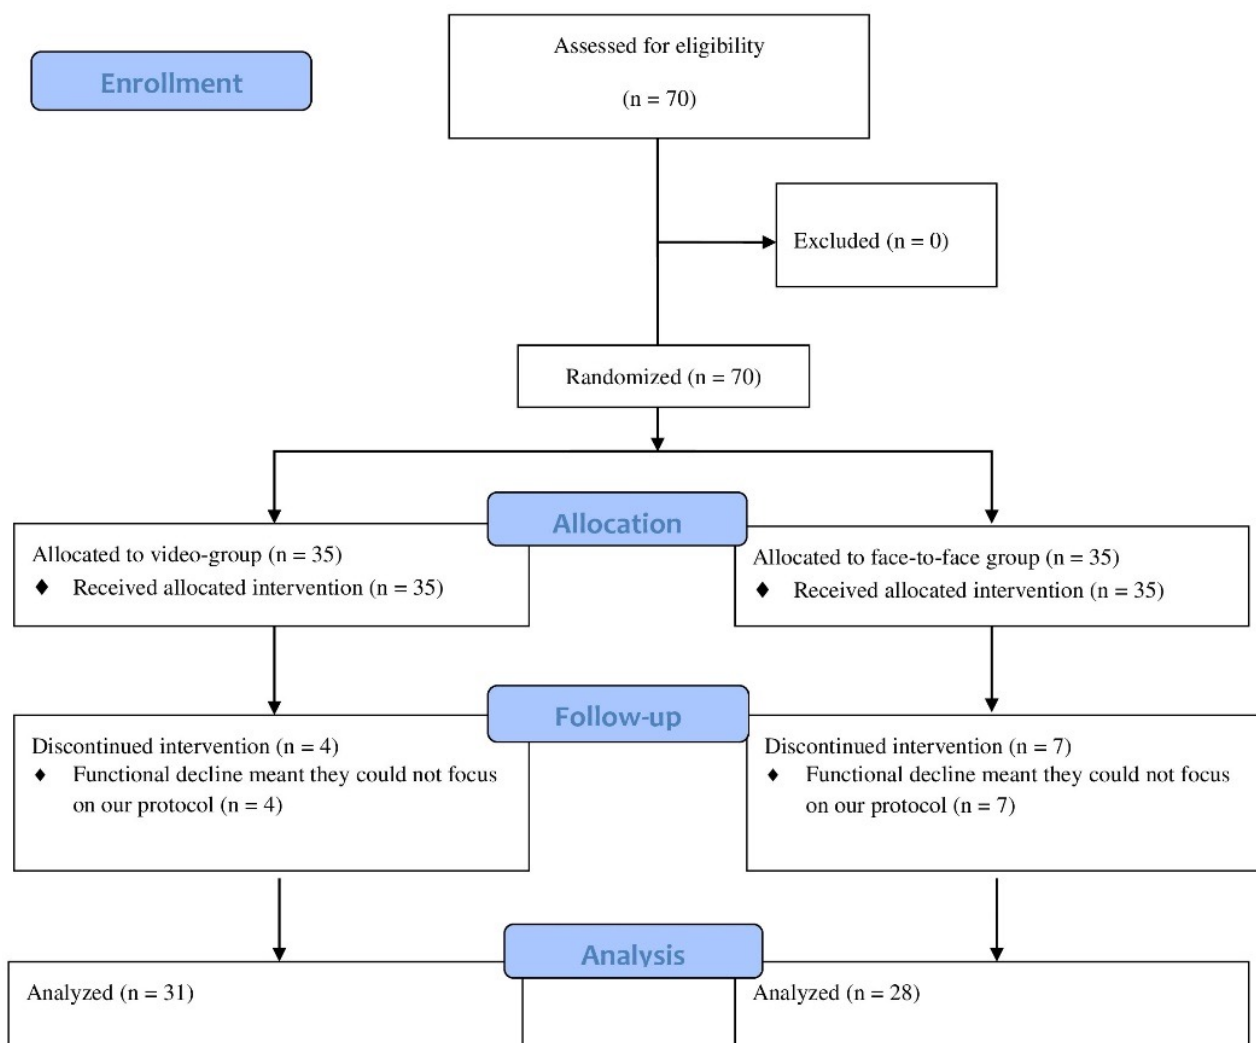 Enrollment
Assessed for eligibility
(n = 70)
Excluded (n = 0)
Randomized (n = 70)
Allocation
Allocated to video-group (n = 35)
♦ Received allocated intervention (n = 35)
Allocated to face-to-face group (n = 35)
♦ Received allocated intervention (n = 35)
Follow-up
Discontinued intervention (n = 4)
♦ Functional decline meant they could not focus
on our protocol (n = 4)
Discontinued intervention (n = 7)
♦ Functional decline meant they could not focus
on our protocol (n = 7)
Analysis
Analyzed (n = 31)
Analyzed (n = 28)